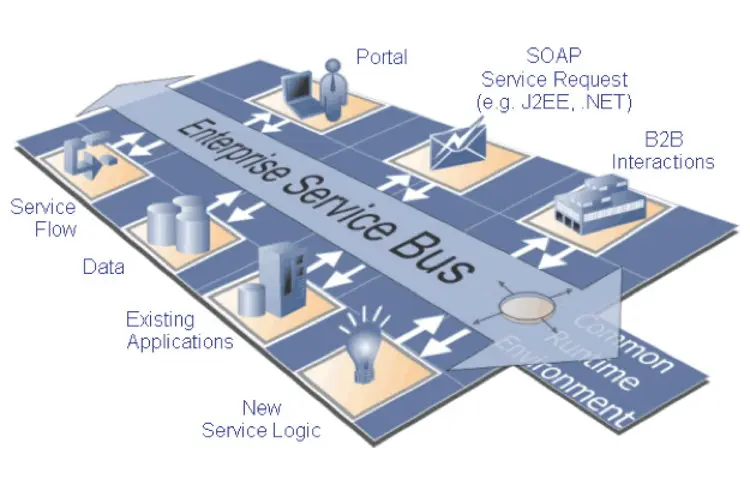 Portal
SOAP
Service Request
(e.g. J2EE, .NET)
B2B
Interactions
Enterprise Service Bus
Service
Flow
Data
Existing
Applications
New
Service Logic
Common
Runtime
Environment